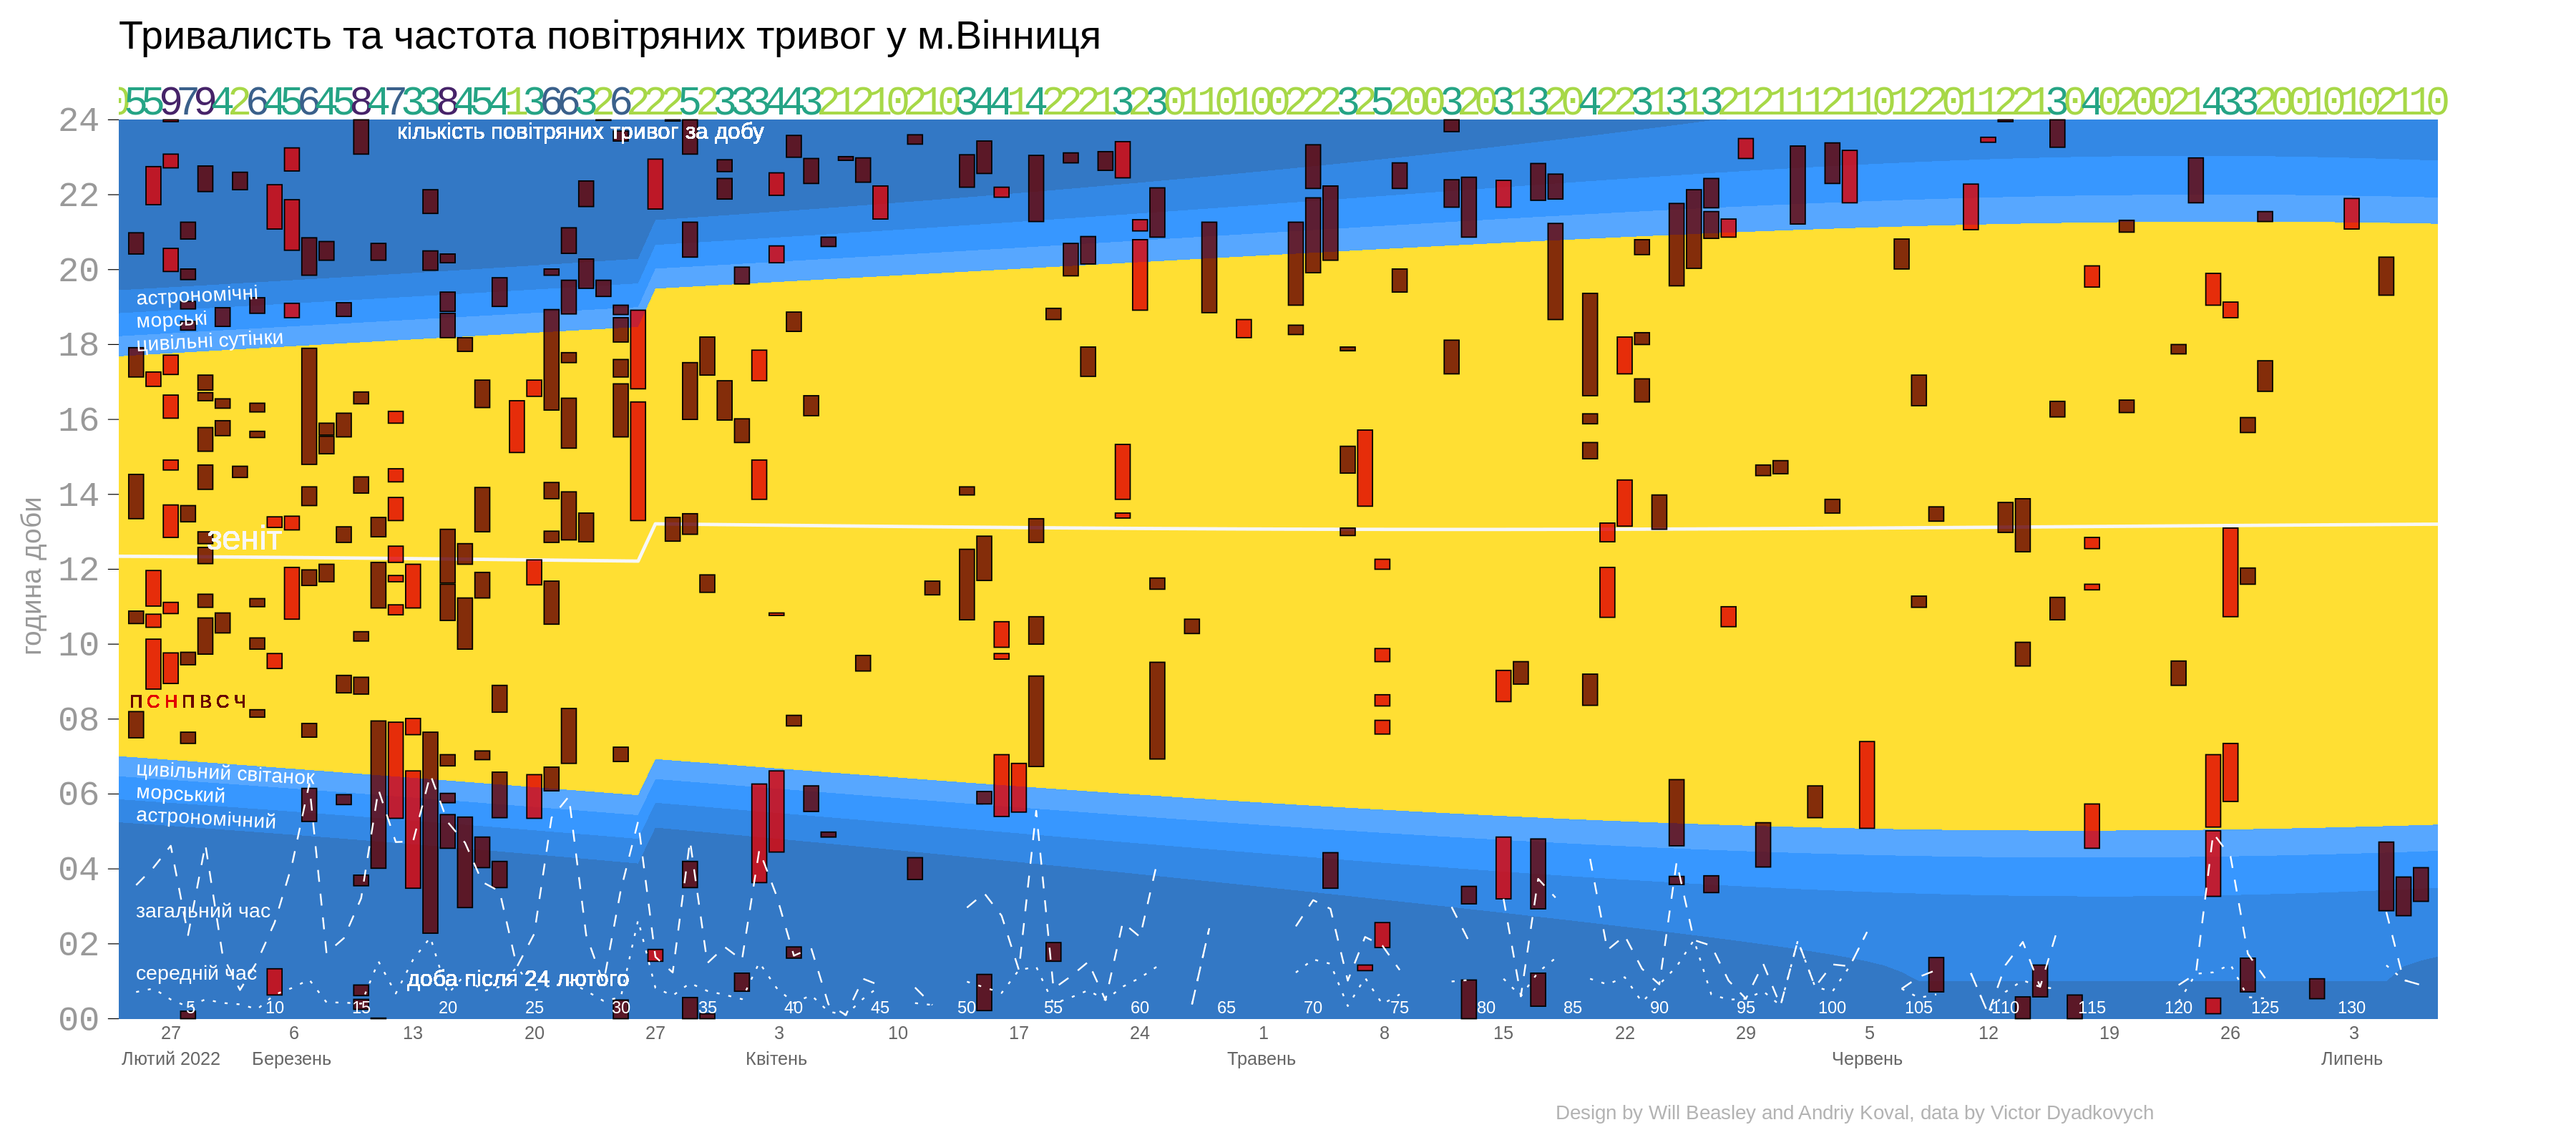 Тривалисть та частота повітряних тривог у м.Вінниця
055979426456458473384541366326222523334432121021034414222132301101002223252003203132042231313212111211012201122130402002143320010102110
кількість повітряних тривог за добу
24
22
20
18
16
14
12
10
08
06
04
02
00
година доби
астрономічні
морські
цивільні сутінки
зеніт
ПСНПВСЧ
цивільний світанок
морський
астрономічний
загальний час
середній час
доба після 24 лютого
5 10 15 20 25 30 35 40 45 50 55 60 65 70 75 80 85 90 95 100 105 110 115 120 125 130
27 6 13 20 27 3 10 17 24 1 8 15 22 29 5 12 19 26 3
Лютий 2022 Березень Квітень Травень Червень Липень
Design by Will Beasley and Andriy Koval, data by Victor Dyadkovych